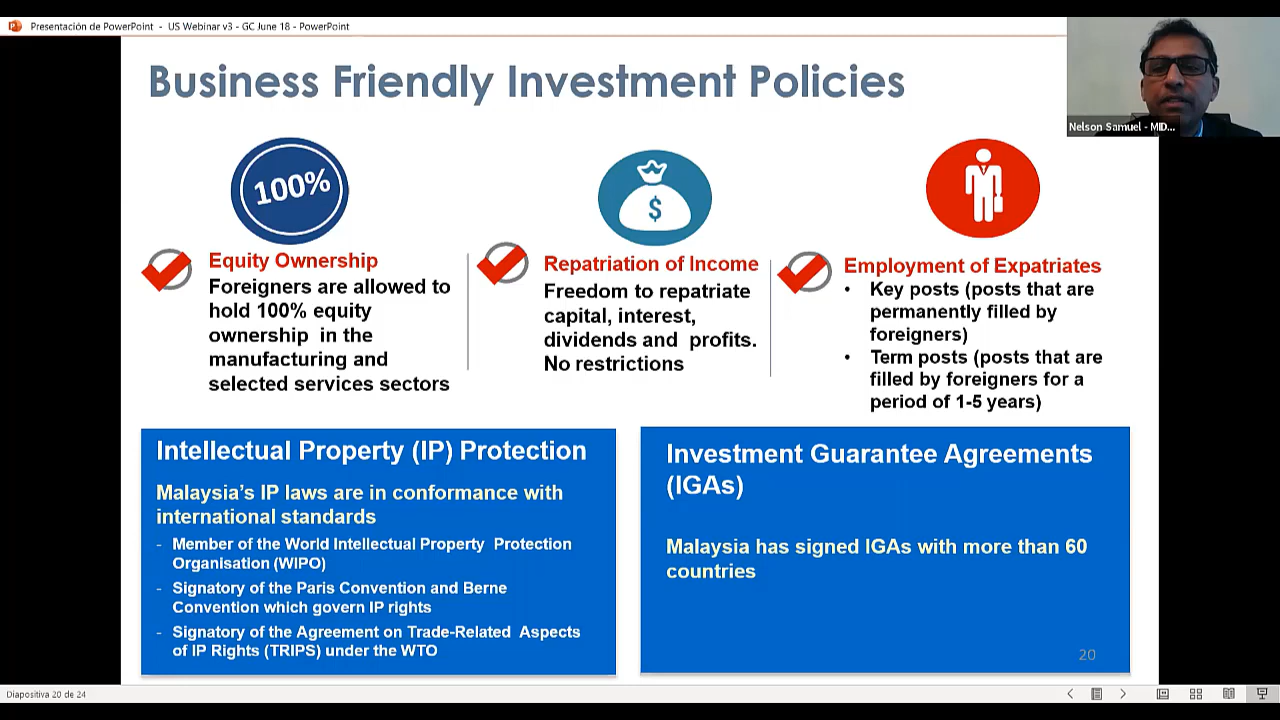 Presentación de PowerPoint - US Webinar v3 - GC June 18 - PowerPoint
Business Friendly Investment Policies
Nelson Samuel - MID...
100%
$
Equity Ownership
Foreigners are allowed to
hold 100% equity
ownership in the
manufacturing and
selected services sectors
Repatriation of Income
Freedom to repatriate
capital, interest,
dividends and profits.
No restrictions
Employment of Expatriates
• Key posts (posts that are
permanently filled by
foreigners)
• Term posts (posts that are
filled by foreigners for a
period of 1-5 years)
Intellectual Property (IP) Protection
Malaysia's IP laws are in conformance with
international standards
- Member of the World Intellectual Property Protection
Organisation (WIPO)
- Signatory of the Paris Convention and Berne
Convention which govern IP rights
- Signatory of the Agreement on Trade-Related Aspects
of IP Rights (TRIPS) under the WTO
Investment Guarantee Agreements
(IGAs)
Malaysia has signed IGAs with more than 60
countries
20
Diapositiva 20 de 24